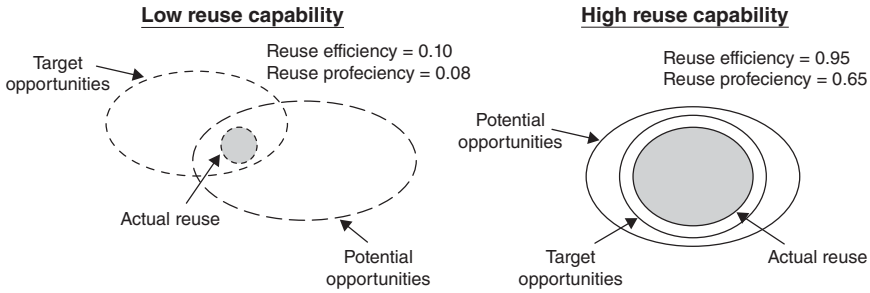 Low reuse capability
Reuse efficiency = 0.10
Reuse profeciency = 0.08
Target
opportunities
Actual reuse
Potential
opportunities
High reuse capability
Reuse efficiency = 0.95
Reuse profeciency = 0.65
Potential
opportunities
Target
opportunities
Actual reuse